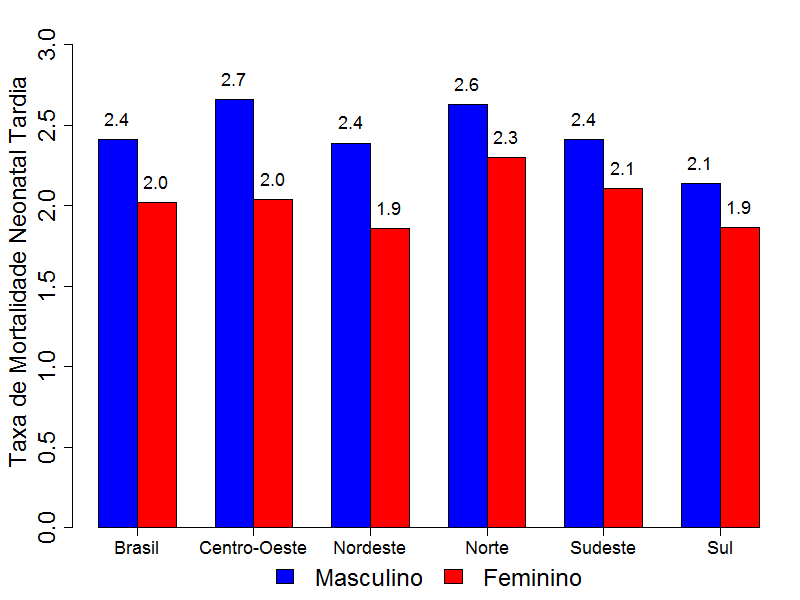 Taxa de Mortalidade Neonatal Tardia
3.0
2.5
2.0
1.5
1.0
0.5
0.0
2.4
2.0
2.7
2.0
2.4
1.9
2.6
2.3
2.4
2.1
2.1
1.9
Brasil
Centro-Oeste
Nordeste
Norte
Sudeste
Sul
Masculino
Feminino